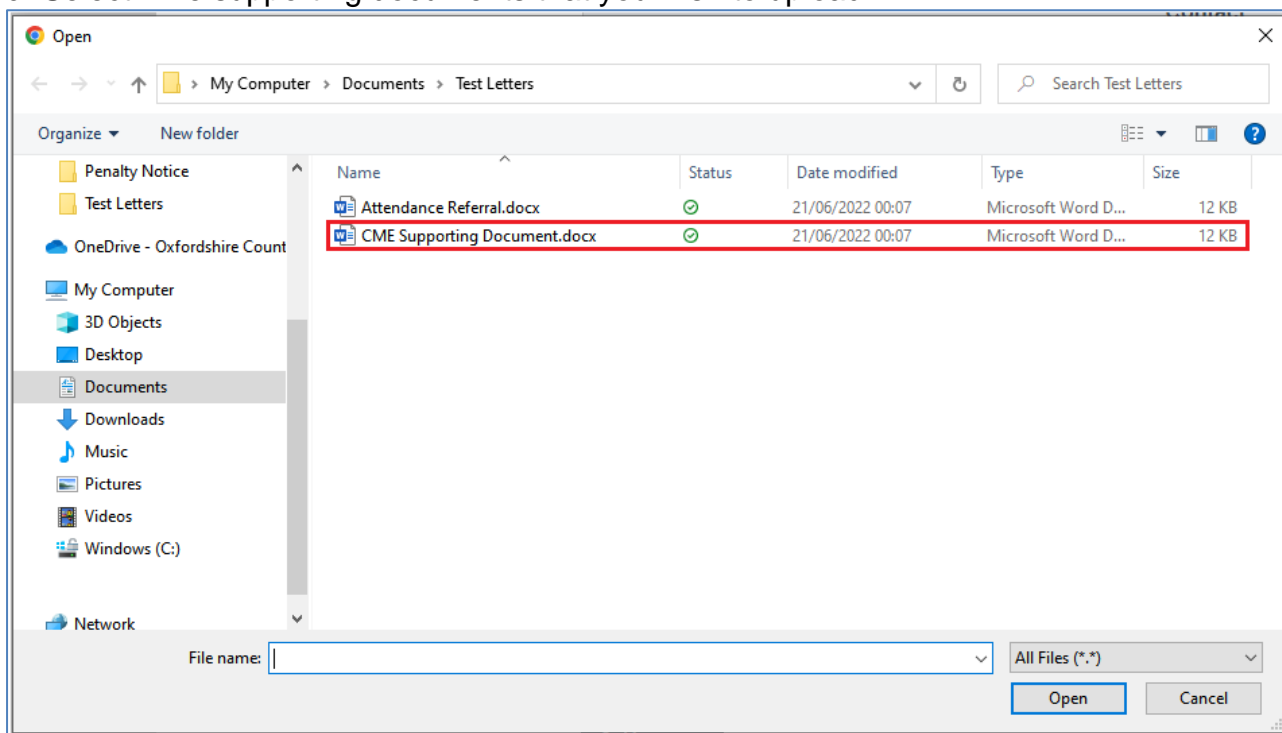 Open
My Computer > Documents > Test Letters
Search Test Letters
Organize
New folder
Penalty Notice
Test Letters
OneDrive - Oxfordshire Count
My Computer
3D Objects
Desktop
Documents
Downloads
Music
Pictures
Videos
Windows (C:)
Network
Name Status Date modified Type Size
Attendance Referral.docx 21/06/2022 00:07 Microsoft Word D... 12 KB
CME Supporting Document.docx 21/06/2022 00:07 Microsoft Word D... 12 KB
File name:
All Files (*.*)
Open
Cancel